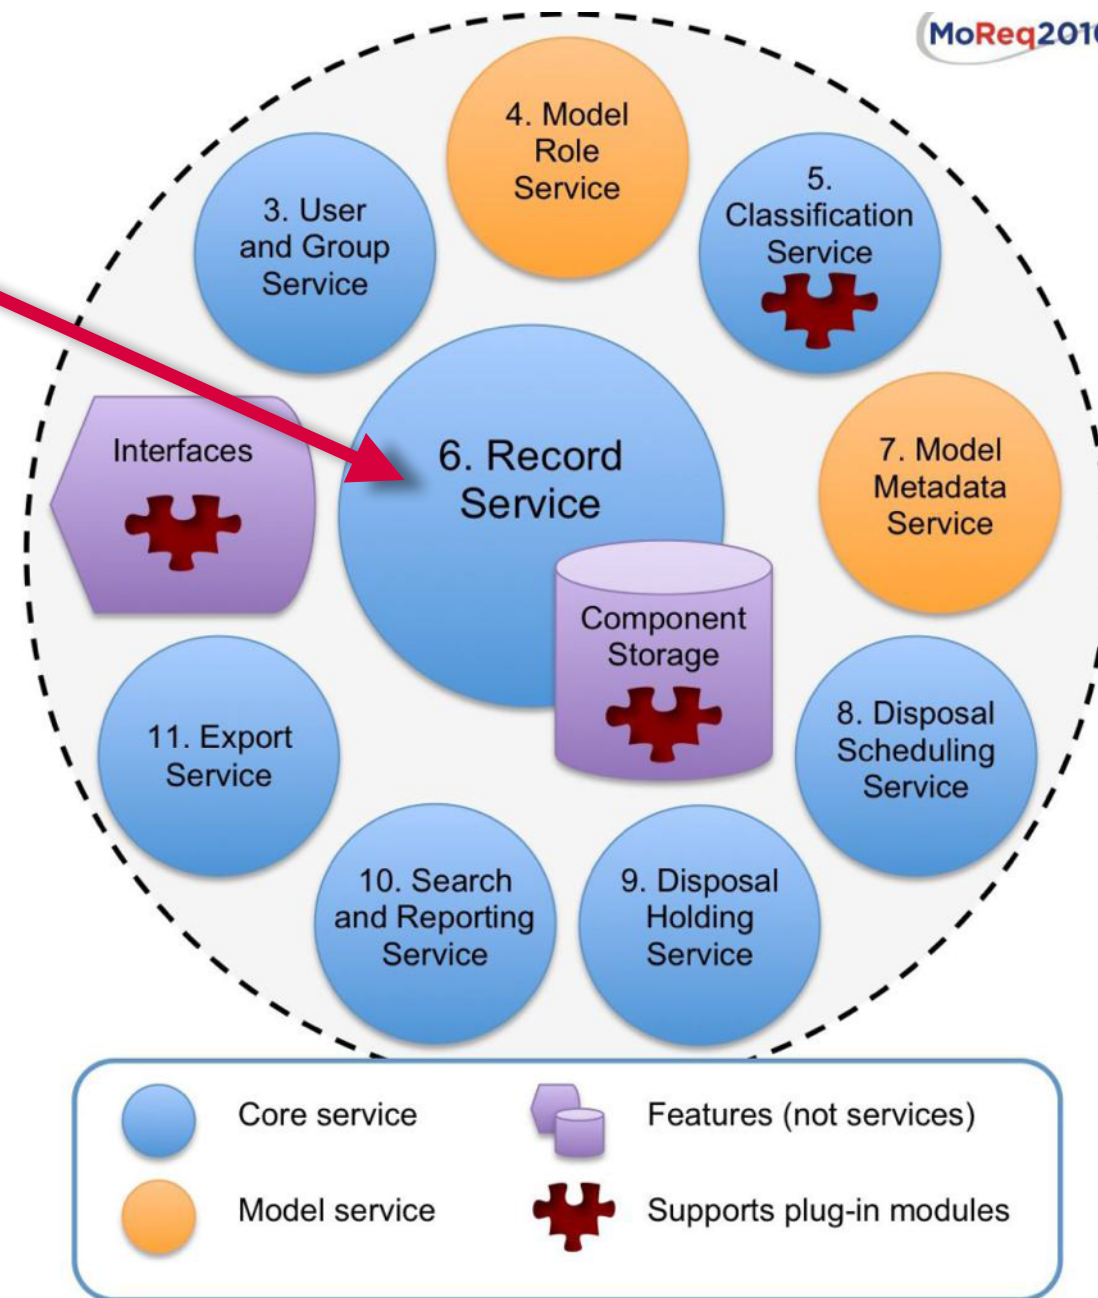 MoReq2010
4. Model
Role
Service
3. User
and Group
Service
5.
Classification
Service
Interfaces
6. Record
Service
7. Model
Metadata
Service
Component
Storage
8. Disposal
Scheduling
Service
11. Export
Service
10. Search
and Reporting
Service
9. Disposal
Holding
Service
Core service
Features (not services)
Model service
Supports plug-in modules